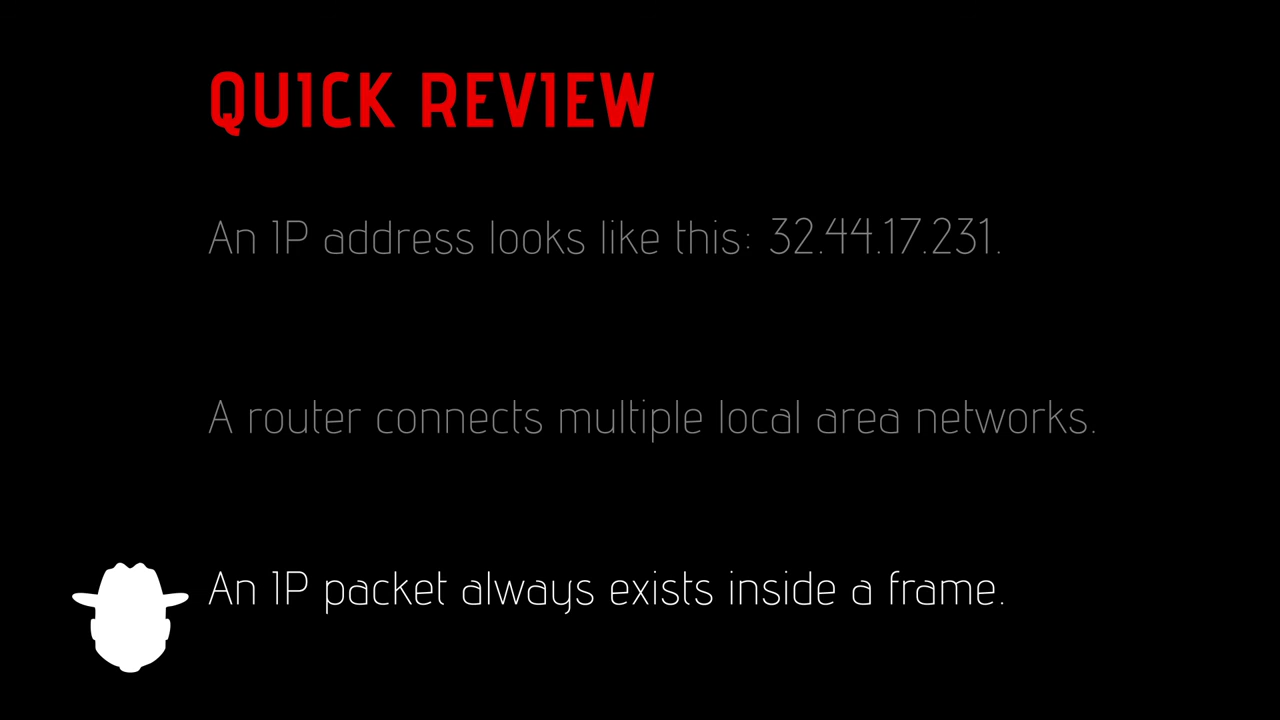 QUICK REVIEW
An IP address looks like this: 32.44.17.231.
A router connects multiple local area networks.
An IP packet always exists inside a frame.